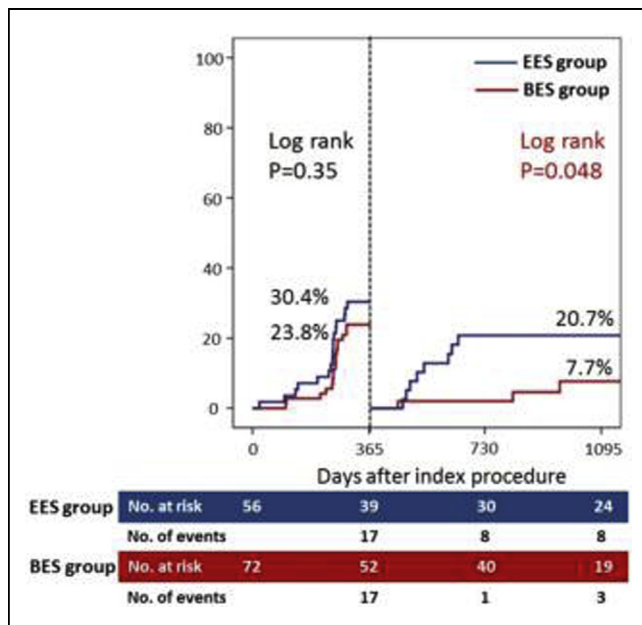 100
80
60
40
20
0
EES group
BES group
Log rank
P=0.35
Log rank
P=0.048
30.4%
23.8%
20.7%
7.7%
0 365 730 1095
Days after index procedure
EES group No. at risk 56 39 30 24
No. of events 17 8 8
BES group No. at risk 72 52 40 19
No. of events 17 1 3